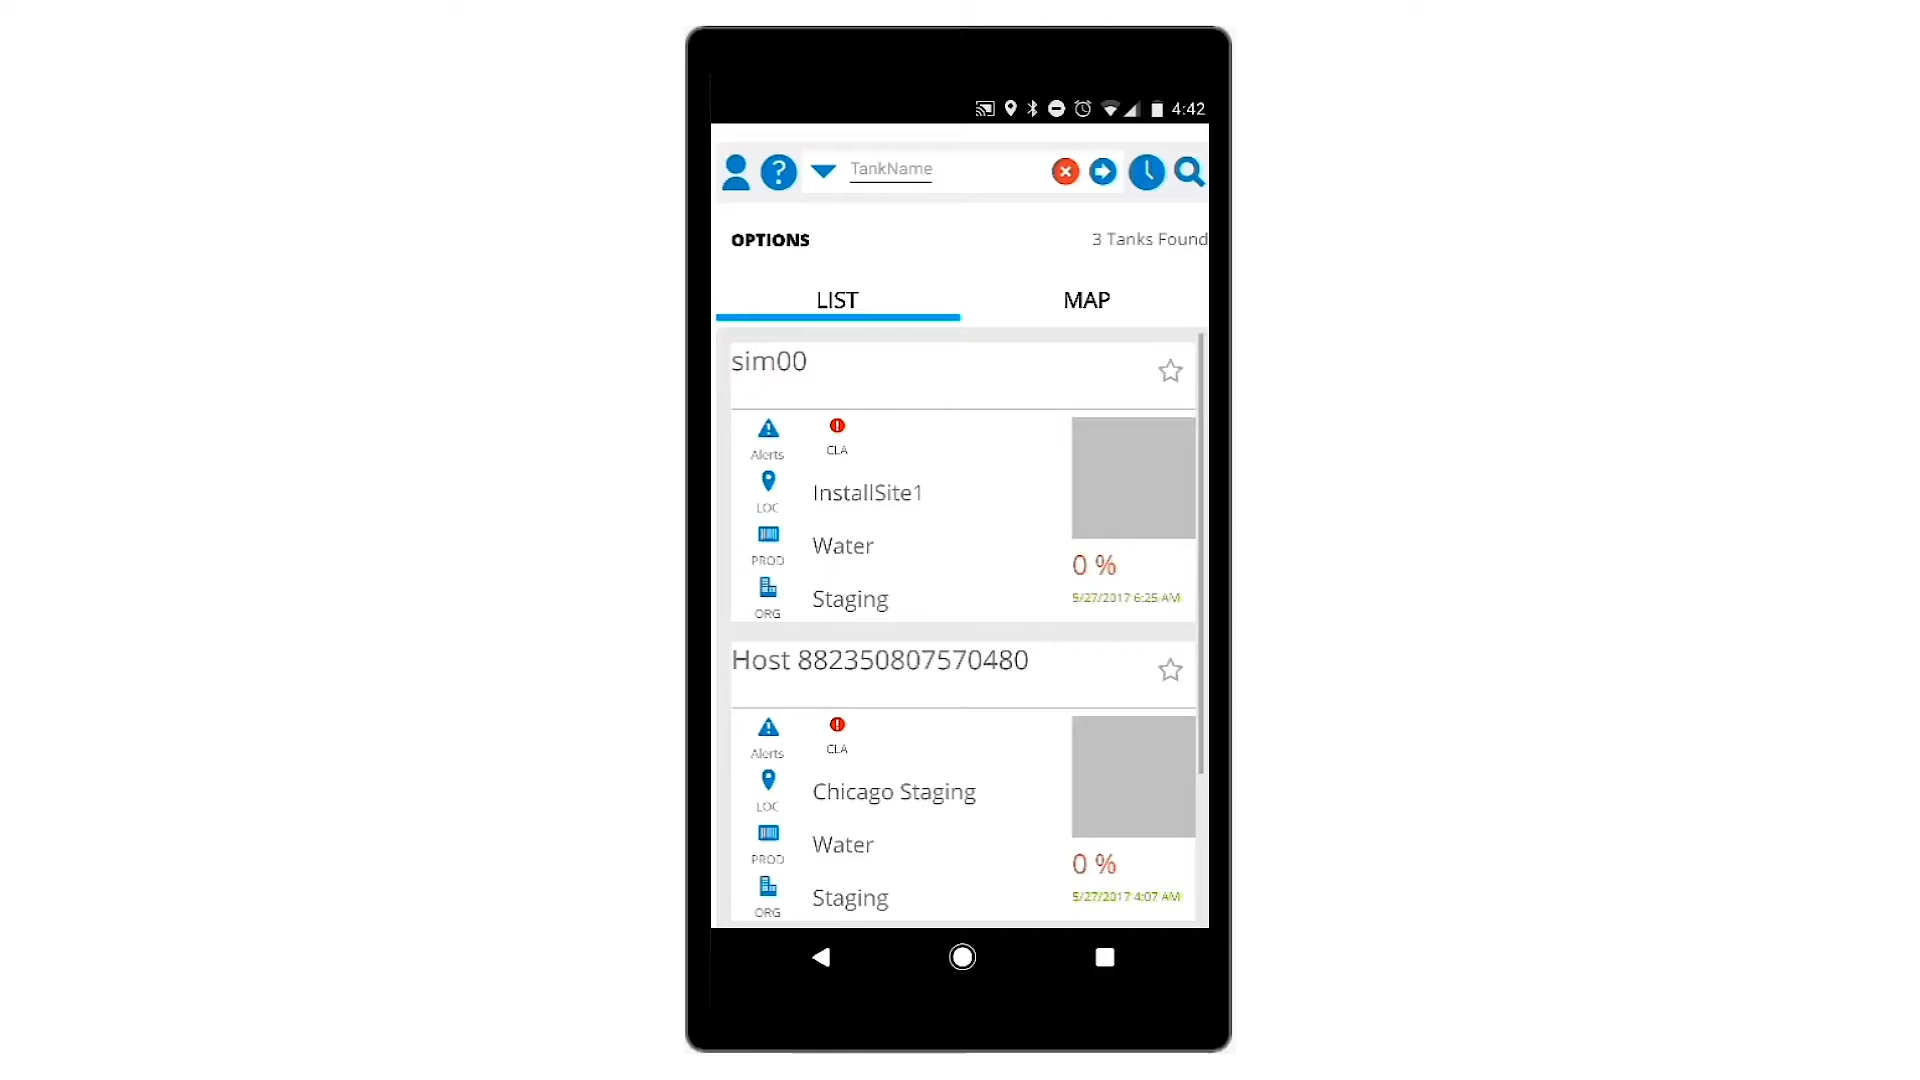 4:42
TankName
OPTIONS
3 Tanks Found
LIST
MAP
sim00
Alerts
CLA
LOC
InstallSite1
PROD
Water
0 %
ORG
Staging
5/27/2017 6:25 AM
Host 882350807570480
Alerts
CLA
LOC
Chicago Staging
PROD
Water
0 %
ORG
Staging
5/27/2017 4:07 AM